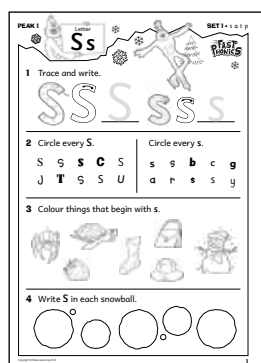 PEAK 1
Letter
S s
SET 1 • s a t p
FAST PHONICS
1 Trace and write.
S S S S s s
2 Circle every S.
S S S C S
J T S S U
Circle every s.
s s b c g
a r s s y
3 Colour things that begin with s.
4 Write S in each snowball.
1